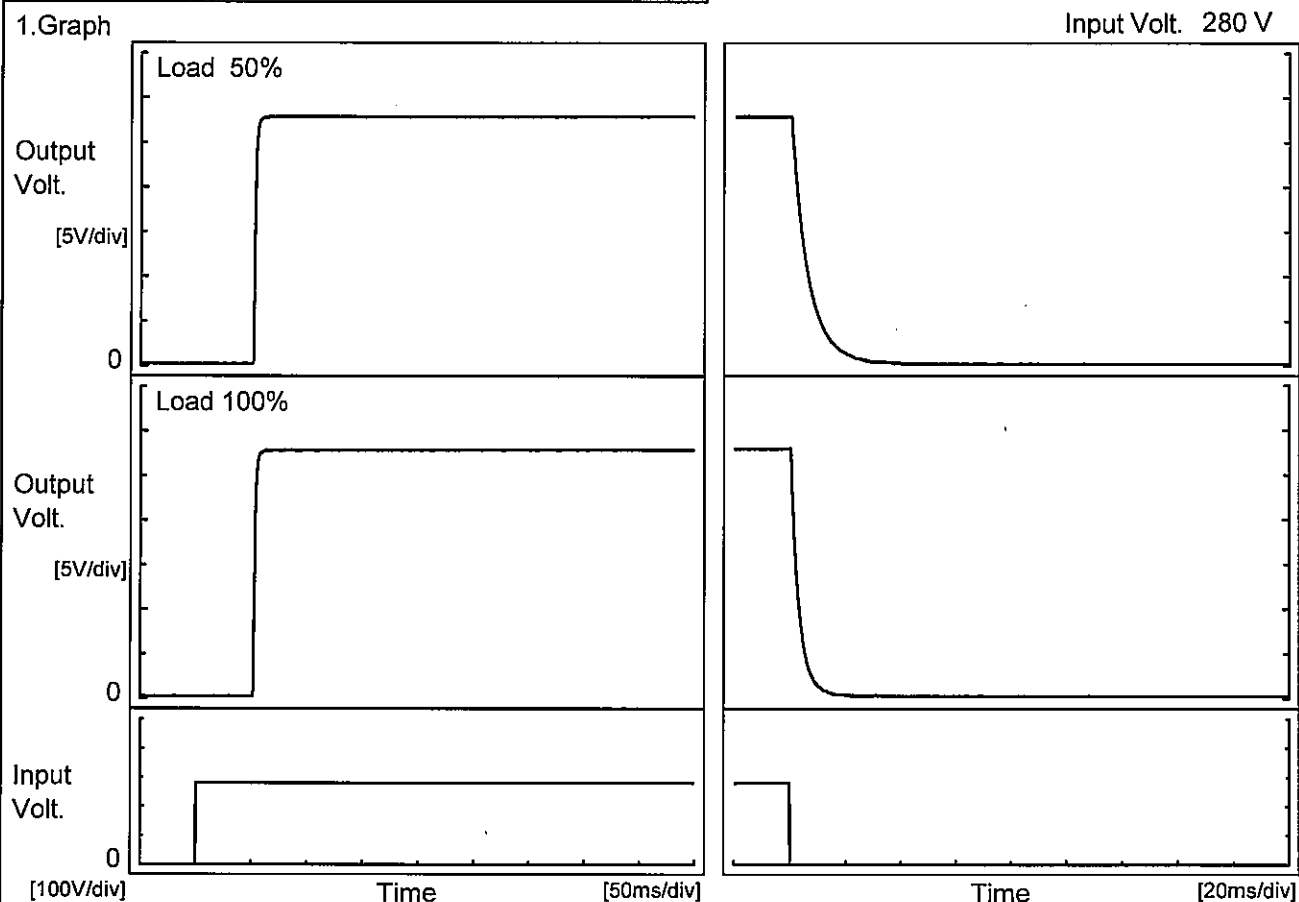 1.Graph
Input Volt. 280 V
Load 50%
Output
Volt.
[5V/div]
0
Load 100%
Output
Volt.
[5V/div]
0
Input
Volt.
0
[100V/div]
Time
[50ms/div]
Time
[20ms/div]